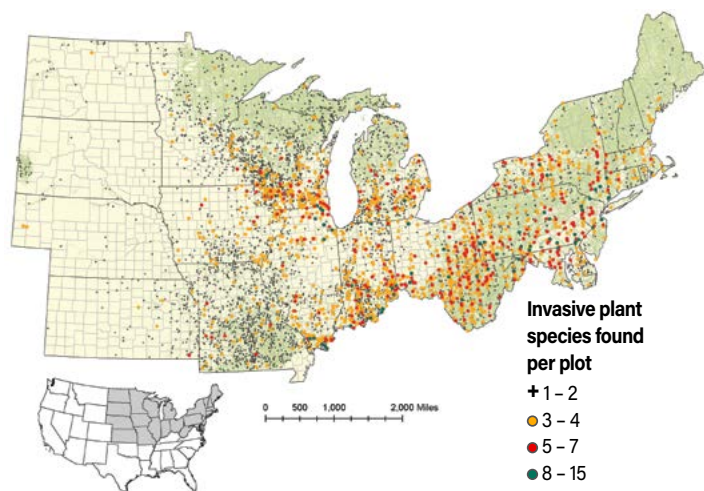 Invasive plant
species found
per plot
+ 1 – 2
3 – 4
5 – 7
8 – 15
0 500 1,000 2,000 Miles